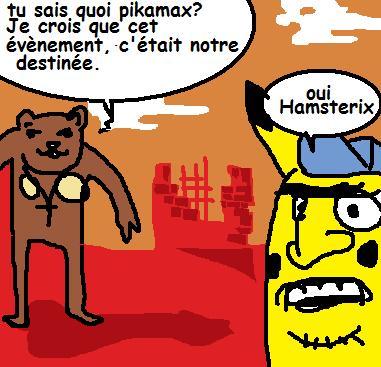 tu sais quoi pikamax?
Je crois que cet
évènement, c'était notre
destinée.
oui
Hamsterix